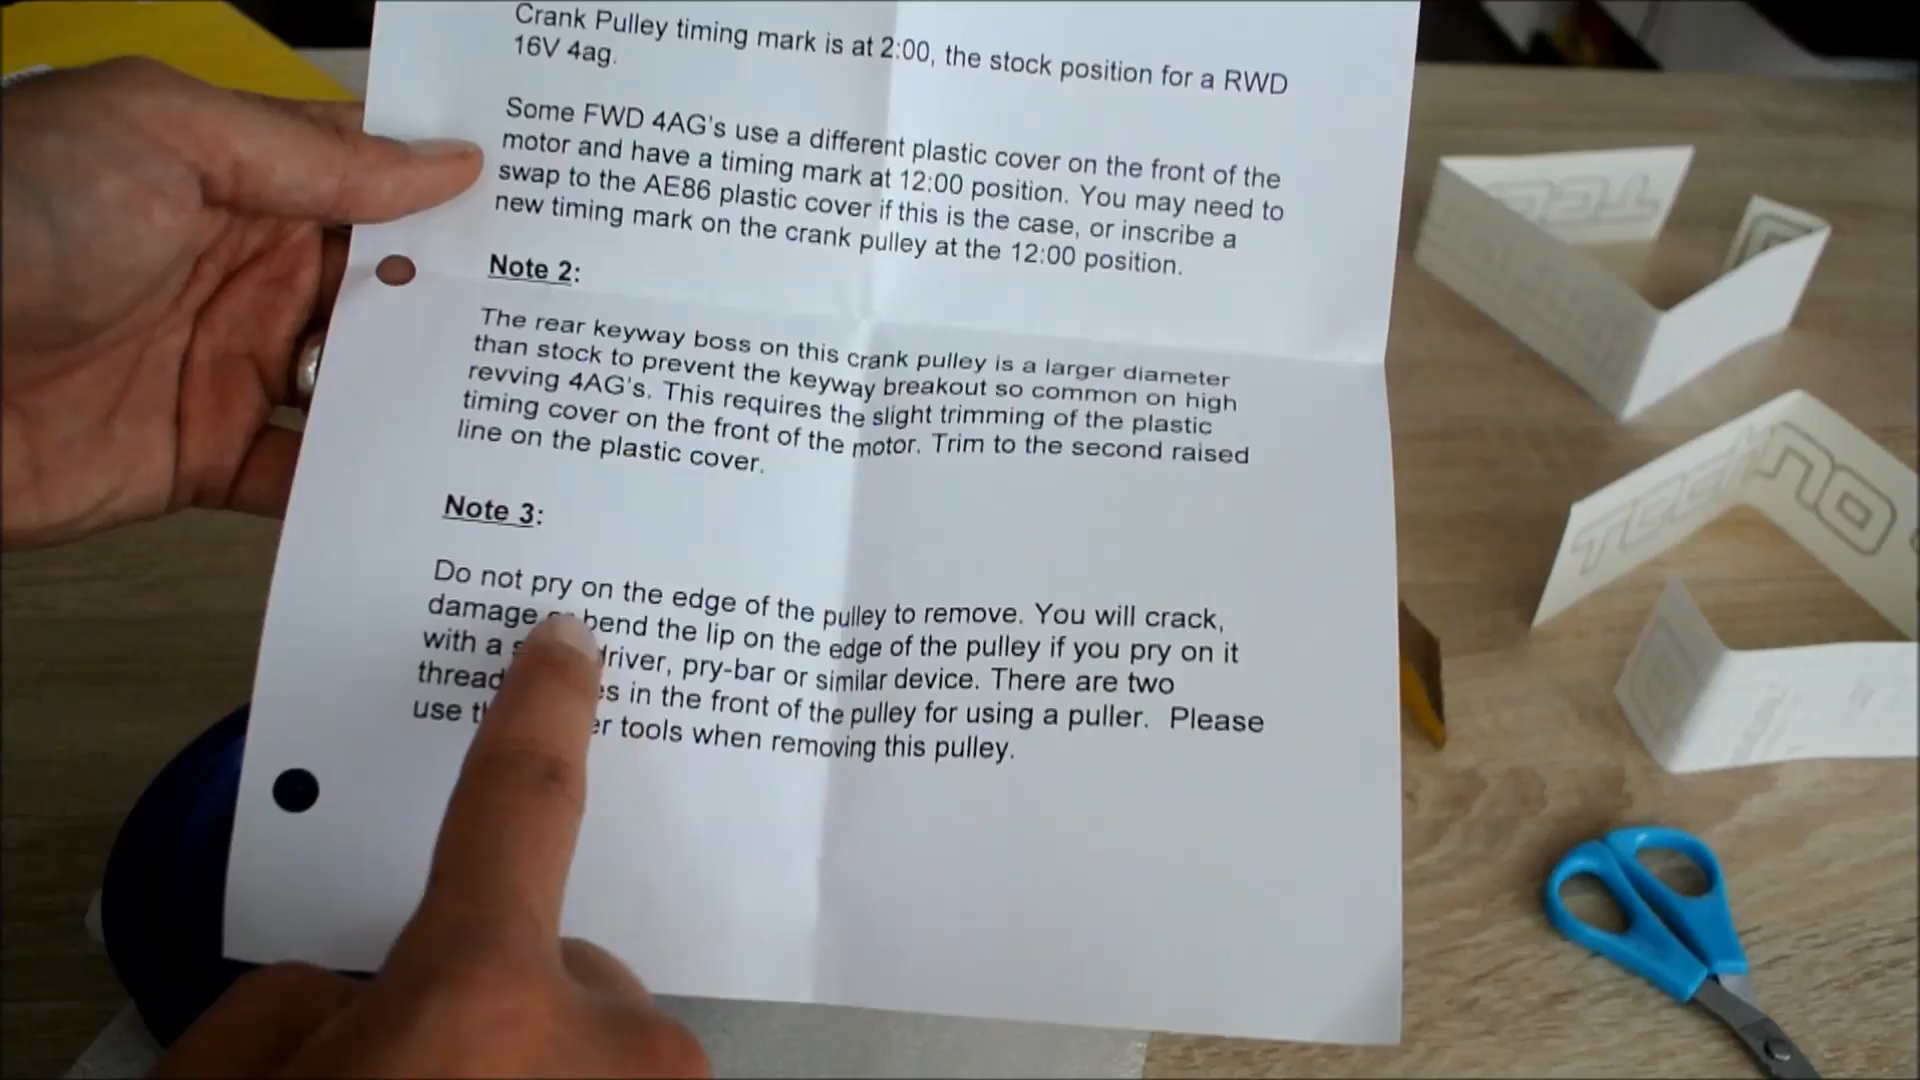 Crank Pulley timing mark is at 2:00, the stock position for a RWD
16V 4ag.
Some FWD 4AG's use a different plastic cover on the front of the
motor and have a timing mark at 12:00 position. You may need to
swap to the AE86 plastic cover if this is the case, or inscribe a
new timing mark on the crank pulley at the 12:00 position.
Note 2:
The rear keyway boss on this crank pulley is a larger diameter
than stock to prevent the keyway breakout so common on high
revving 4AG's. This requires the slight trimming of the plastic
timing cover on the front of the motor. Trim to the second raised
line on the plastic cover.
Note 3:
Do not pry on the edge of the pulley to remove. You will crack,
damage bend the lip on the edge of the pulley if you pry on it
with a driver, pry-bar or similar device. There are two
thread in the front of the pulley for using a puller. Please
use tools when removing this pulley.
Techno